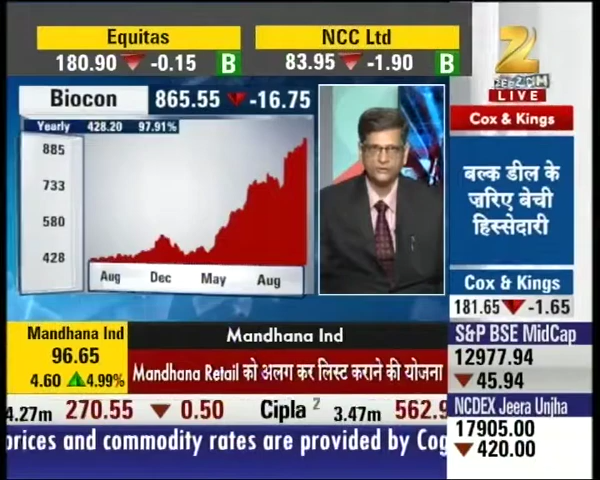 Equitas
180.90 -0.15 B
NCC Ltd
83.95 -1.90 B
LIVE
Biocon 865.55 -16.75
Yearly 428.20 97.91%
885
733
580
428
Aug Dec May Aug
Cox & Kings
बल्क डील के
जरिए बेची
हिस्सेदारी
Cox & Kings
181.65 -1.65
Mandhana Ind
96.65
4.60 4.99%
Mandhana Ind
Mandhana Retail को अलग कर लिस्ट कराने की योजना
S&P BSE MidCap
12977.94
45.94
4.27m 270.55 0.50 Cipla 2 3.47m 562.9
NCDEX Jeera Unjha
17905.00
420.00
prices and commodity rates are provided by Cog